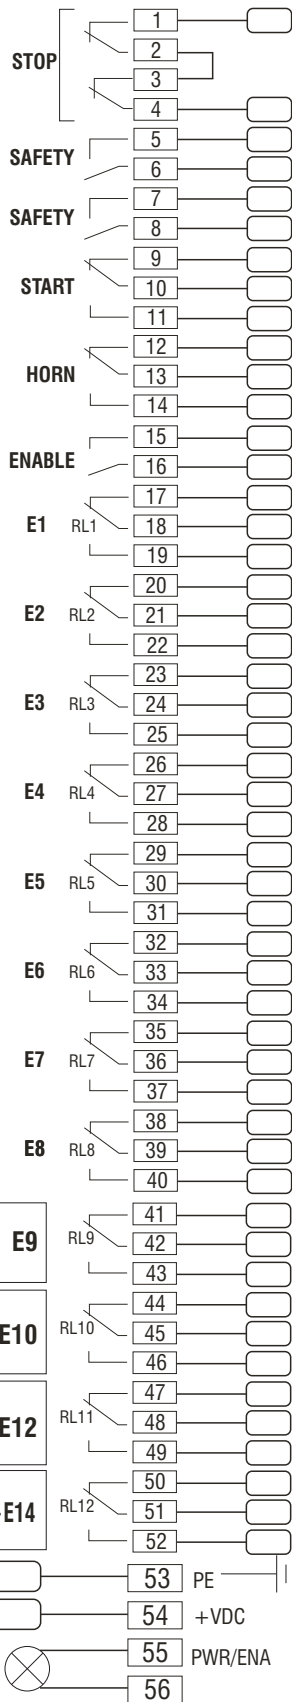 1
2
STOP
3
4
5
SAFETY
6
7
SAFETY
8
9
START 10
11
12
HORN 13
14
15
ENABLE 16
17
E1 RL1 18
19
20
E2 RL2 21
22
23
E3 RL3 24
25
26
E4 RL4 27
28
29
E5 RL5 30
31
32
E6 RL6 33
34
35
E7 RL7 36
37
38
E8 RL8 39
40
41
E9 RL9 42
43
44
E10 RL10 45
46
47
E12 RL11 48
49
50
-E14 RL12 51
52
53 PE
54 +VDC
55 PWR/ENA
56